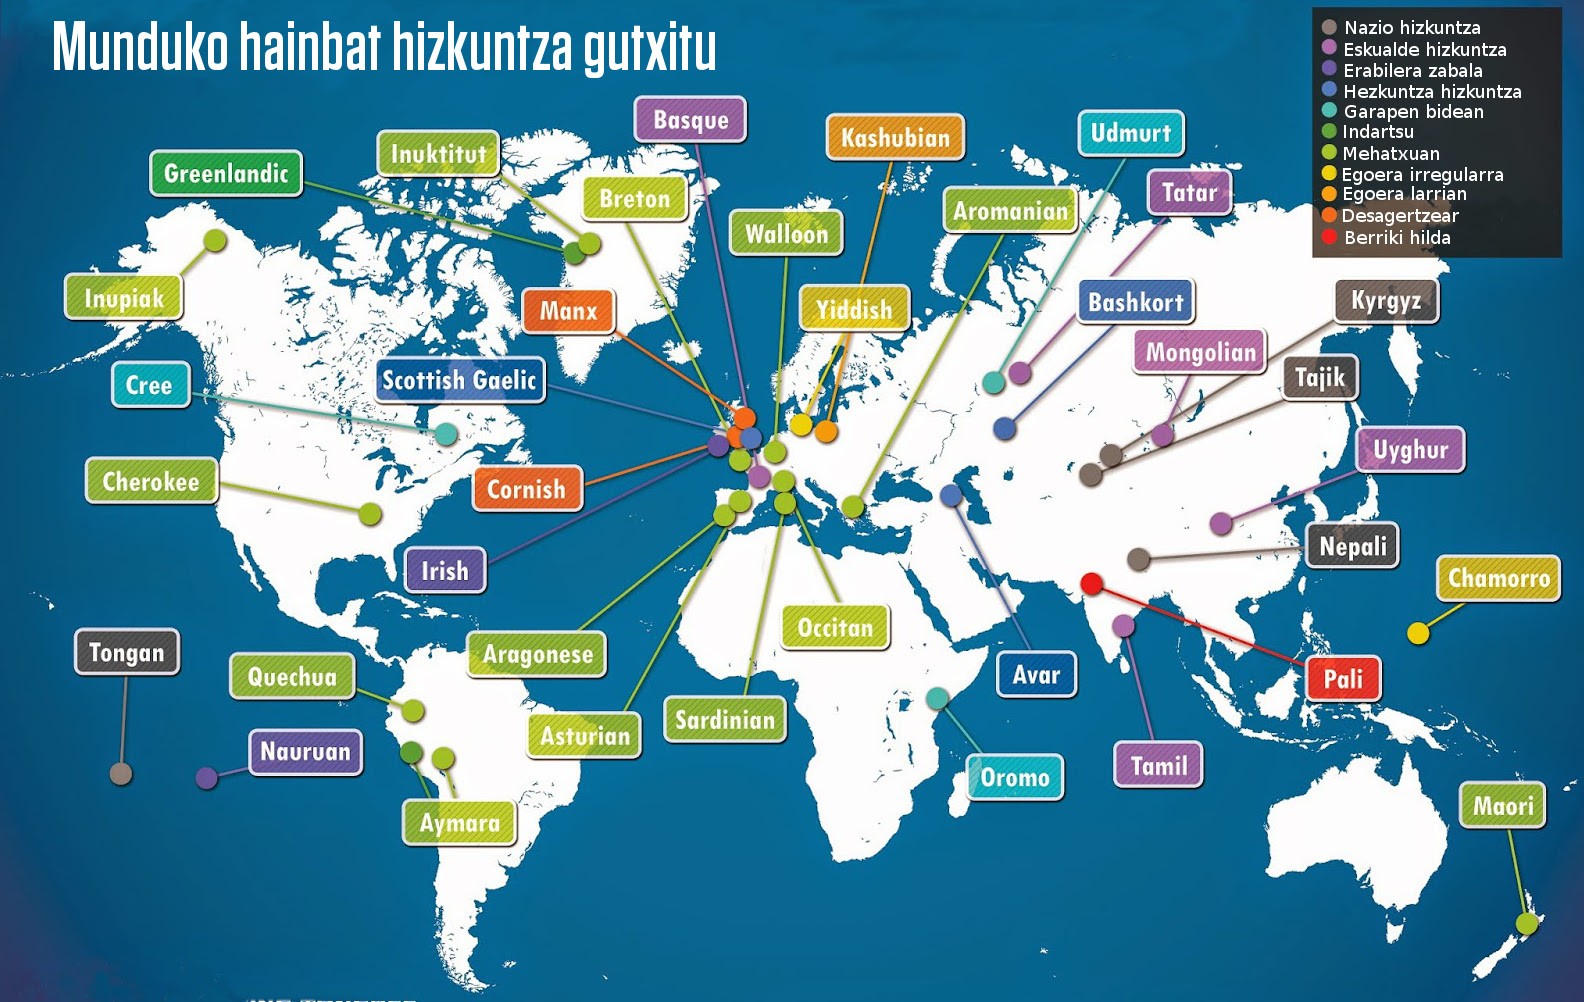 Munduko hainbat hizkuntza gutxitu
Nazio hizkuntza
Eskualde hizkuntza
Erabilera zabala
Hezkuntza hizkuntza
Garapen bidean
Indartsu
Mehatxuan
Egoera irregularra
Egoera larrian
Desagertzear
Berriki hilda
Basque
Kashubian
Udmurt
Inuktitut
Greenlandic
Breton
Tatar
Aromanian
Walloon
Inupiak
Manx
Yiddish
Bashkort
Kyrgyz
Mongolian
Cree
Scottish Gaelic
Tajik
Uyghur
Cherokee
Cornish
Irish
Nepali
Chamorro
Tongan
Quechua
Aragonese
Occitan
Avar
Pali
Nauruan
Asturian
Sardinian
Oromo
Tamil
Aymara
Maori